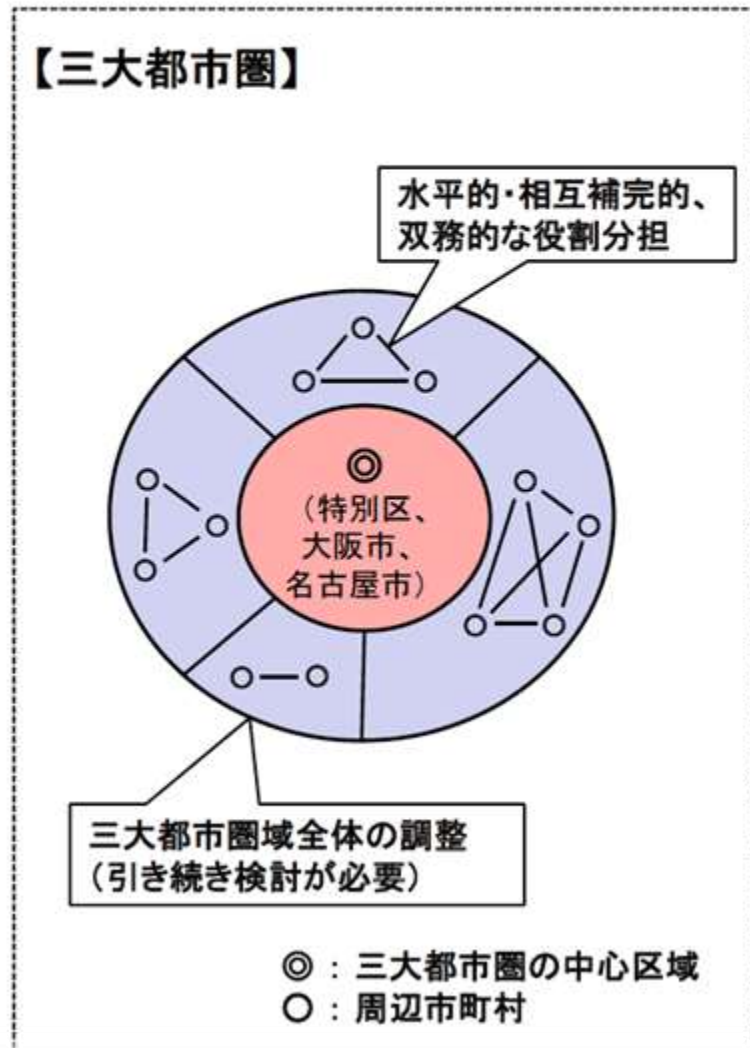 【三大都市圏】
水平的・相互補完的、
双務的な役割分担
◎
(特別区、
大阪市、
名古屋市)
三大都市圏域全体の調整
(引き続き検討が必要)
◎:三大都市圏の中心区域
○:周辺市町村